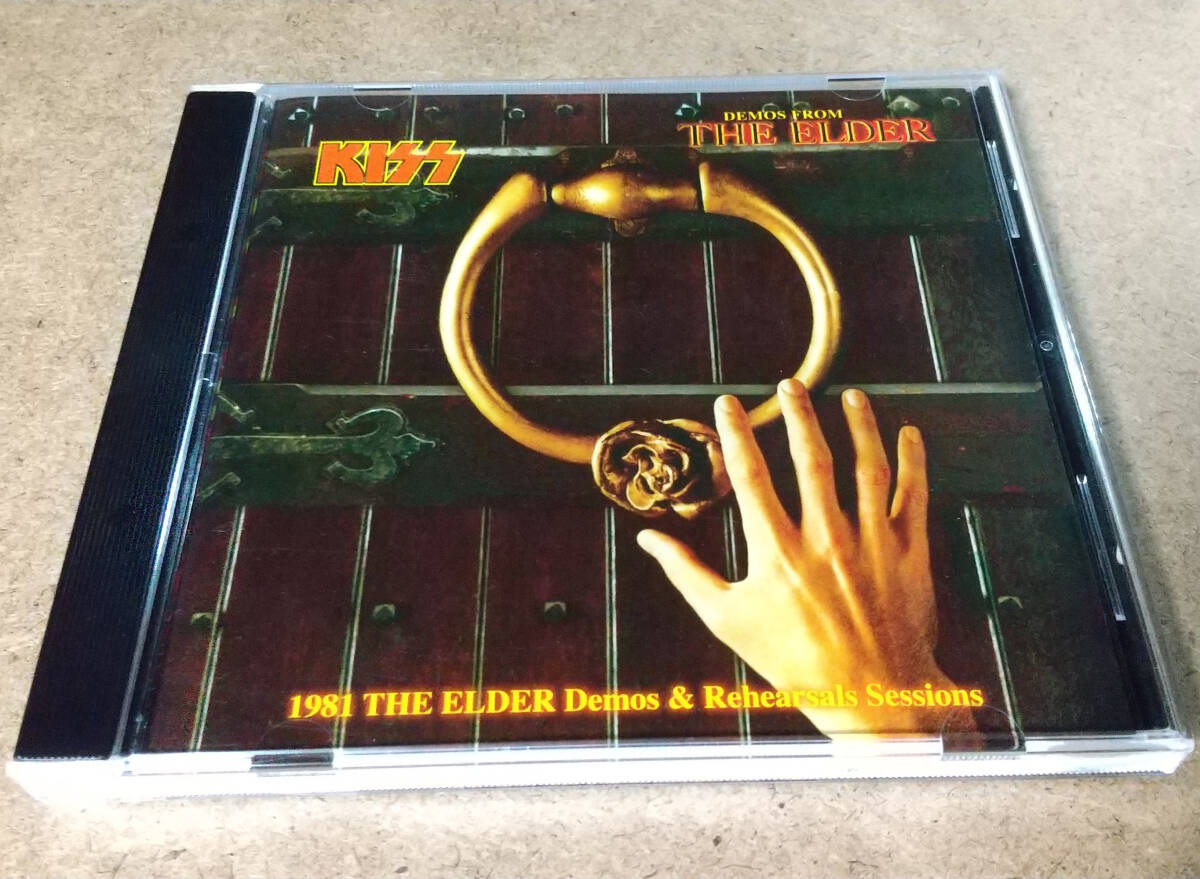 DEMOS FROM
THE ELDER
KISS
1981 THE ELDER Demos & Rehearsals Sessions